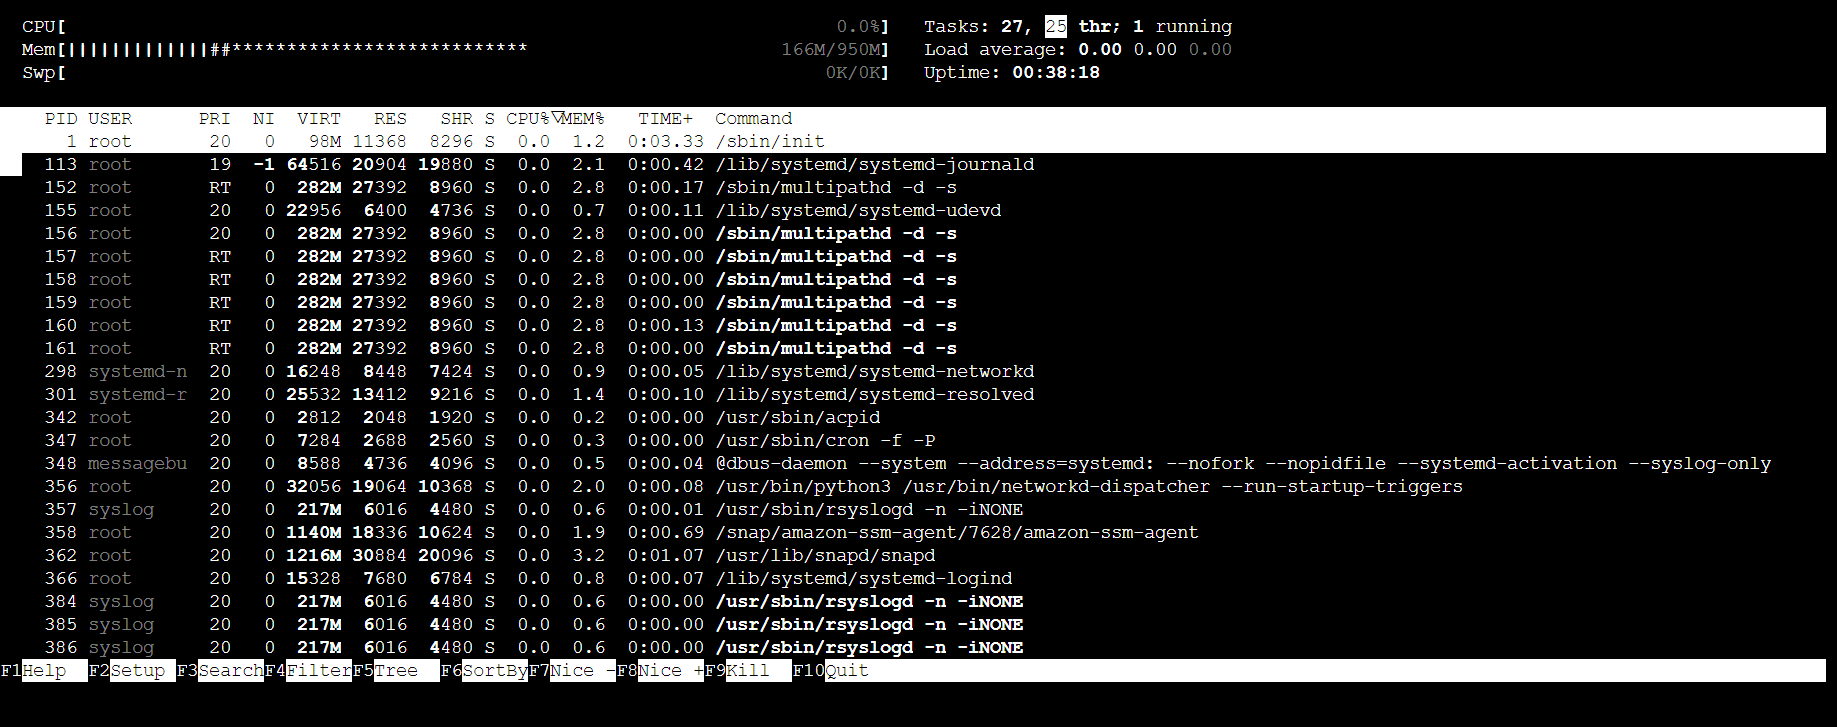 CPU[ 0.0%] Tasks: 27, 25 thr; 1 running
Mem[|||||||||||||##*************************** 166M/950M] Load average: 0.00 0.00 0.00
Swp[ 0K/0K] Uptime: 00:38:18
PID USER PRI NI VIRT RES SHR S CPU%▽MEM% TIME+ Command
1 root 20 0 98M 11368 8296 S 0.0 1.2 0:03.33 /sbin/init
113 root 19 -1 64516 20904 19880 S 0.0 2.1 0:00.42 /lib/systemd/systemd-journald
152 root RT 0 282M 27392 8960 S 0.0 2.8 0:00.17 /sbin/multipathd -d -s
155 root 20 0 22956 6400 4736 S 0.0 0.7 0:00.11 /lib/systemd/systemd-udevd
156 root 20 0 282M 27392 8960 S 0.0 2.8 0:00.00 /sbin/multipathd -d -s
157 root RT 0 282M 27392 8960 S 0.0 2.8 0:00.00 /sbin/multipathd -d -s
158 root RT 0 282M 27392 8960 S 0.0 2.8 0:00.00 /sbin/multipathd -d -s
159 root RT 0 282M 27392 8960 S 0.0 2.8 0:00.00 /sbin/multipathd -d -s
160 root RT 0 282M 27392 8960 S 0.0 2.8 0:00.13 /sbin/multipathd -d -s
161 root RT 0 282M 27392 8960 S 0.0 2.8 0:00.00 /sbin/multipathd -d -s
298 systemd-n 20 0 16248 8448 7424 S 0.0 0.9 0:00.05 /lib/systemd/systemd-networkd
301 systemd-r 20 0 25532 13412 9216 S 0.0 1.4 0:00.10 /lib/systemd/systemd-resolved
342 root 20 0 2812 2048 1920 S 0.0 0.2 0:00.00 /usr/sbin/acpid
347 root 20 0 7284 2688 2560 S 0.0 0.3 0:00.00 /usr/sbin/cron -f -P
348 messagebu 20 0 8588 4736 4096 S 0.0 0.5 0:00.04 @dbus-daemon --system --address=systemd: --nofork --nopidfile --systemd-activation --syslog-only
356 root 20 0 32056 19064 10368 S 0.0 2.0 0:00.08 /usr/bin/python3 /usr/bin/networkd-dispatcher --run-startup-triggers
357 syslog 20 0 217M 6016 4480 S 0.0 0.6 0:00.01 /usr/sbin/rsyslogd -n -iNONE
358 root 20 0 1140M 18336 10624 S 0.0 1.9 0:00.69 /snap/amazon-ssm-agent/7628/amazon-ssm-agent
362 root 20 0 1216M 30884 20096 S 0.0 3.2 0:01.07 /usr/lib/snapd/snapd
366 root 20 0 15328 7680 6784 S 0.0 0.8 0:00.07 /lib/systemd/systemd-logind
384 syslog 20 0 217M 6016 4480 S 0.0 0.6 0:00.00 /usr/sbin/rsyslogd -n -iNONE
385 syslog 20 0 217M 6016 4480 S 0.0 0.6 0:00.00 /usr/sbin/rsyslogd -n -iNONE
386 syslog 20 0 217M 6016 4480 S 0.0 0.6 0:00.00 /usr/sbin/rsyslogd -n -iNONE
F1Help F2Setup F3SearchF4FilterF5Tree F6SortByF7Nice -F8Nice +F9Kill F10Quit